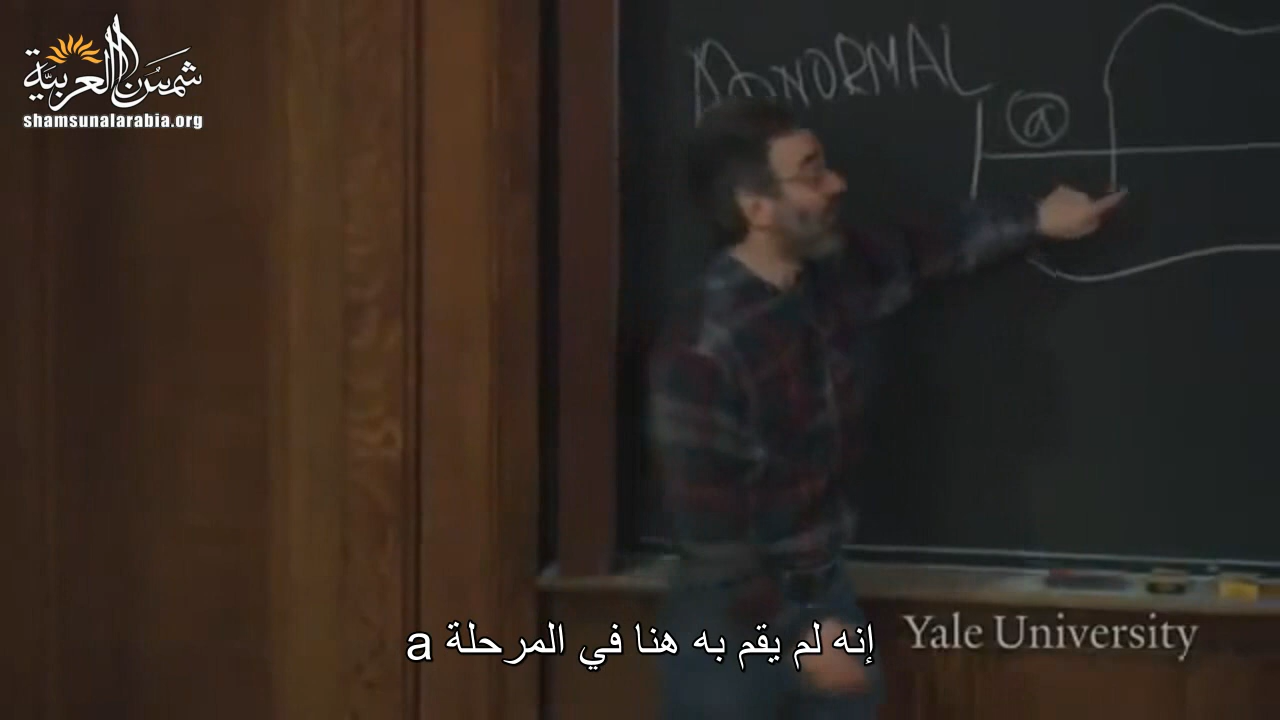 شمس العربية
shamsunalarabia.org
ABNORMAL
a
إنه لم يقم به هنا في المرحلة a
Yale University